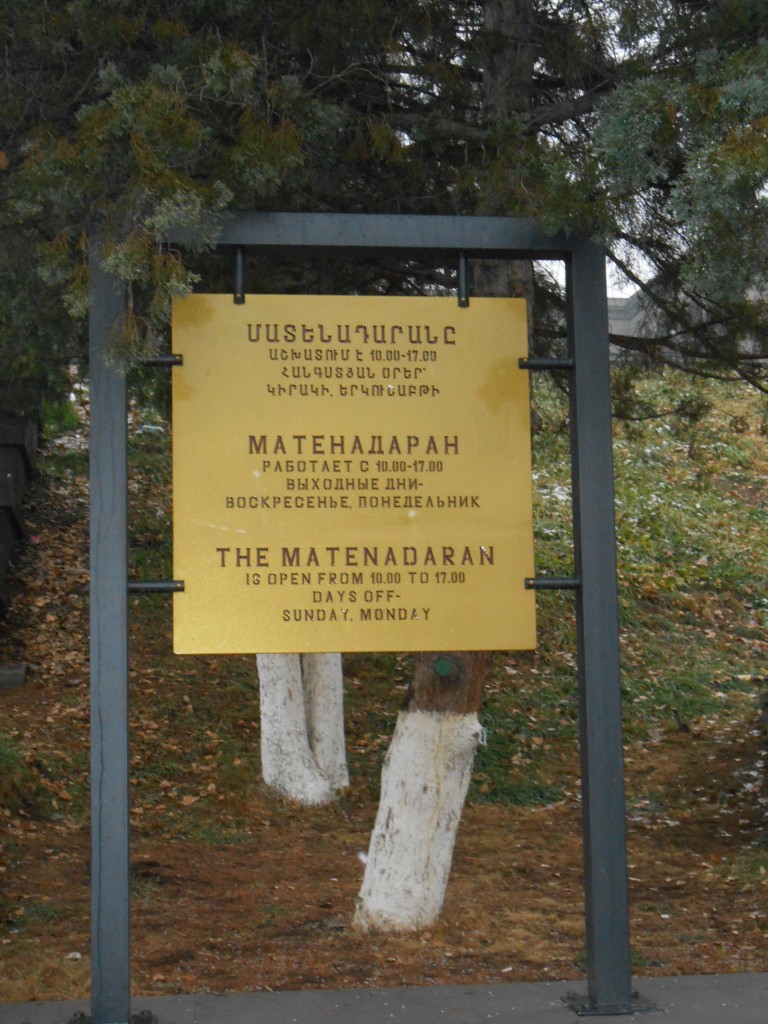 ՄԱՏԵՆԱԴԱՐԱՆԸ
ԱՇԽԱՏՈՒՄ Է 10.00-17.00
ՀԱՆԳՍՏՅԱՆ ՕՐԵՐ՝
ԿԻՐԱԿԻ, ԵՐԿՈՒՇԱԲԹԻ
МАТЕНАДАРАН
РАБОТАЕТ С 10.00-17.00
ВЫХОДНЫЕ ДНИ-
ВОСКРЕСЕНЬЕ, ПОНЕДЕЛЬНИК
THE MATENADARAN
IS OPEN FROM 10.00 TO 17.00
DAYS OFF-
SUNDAY, MONDAY